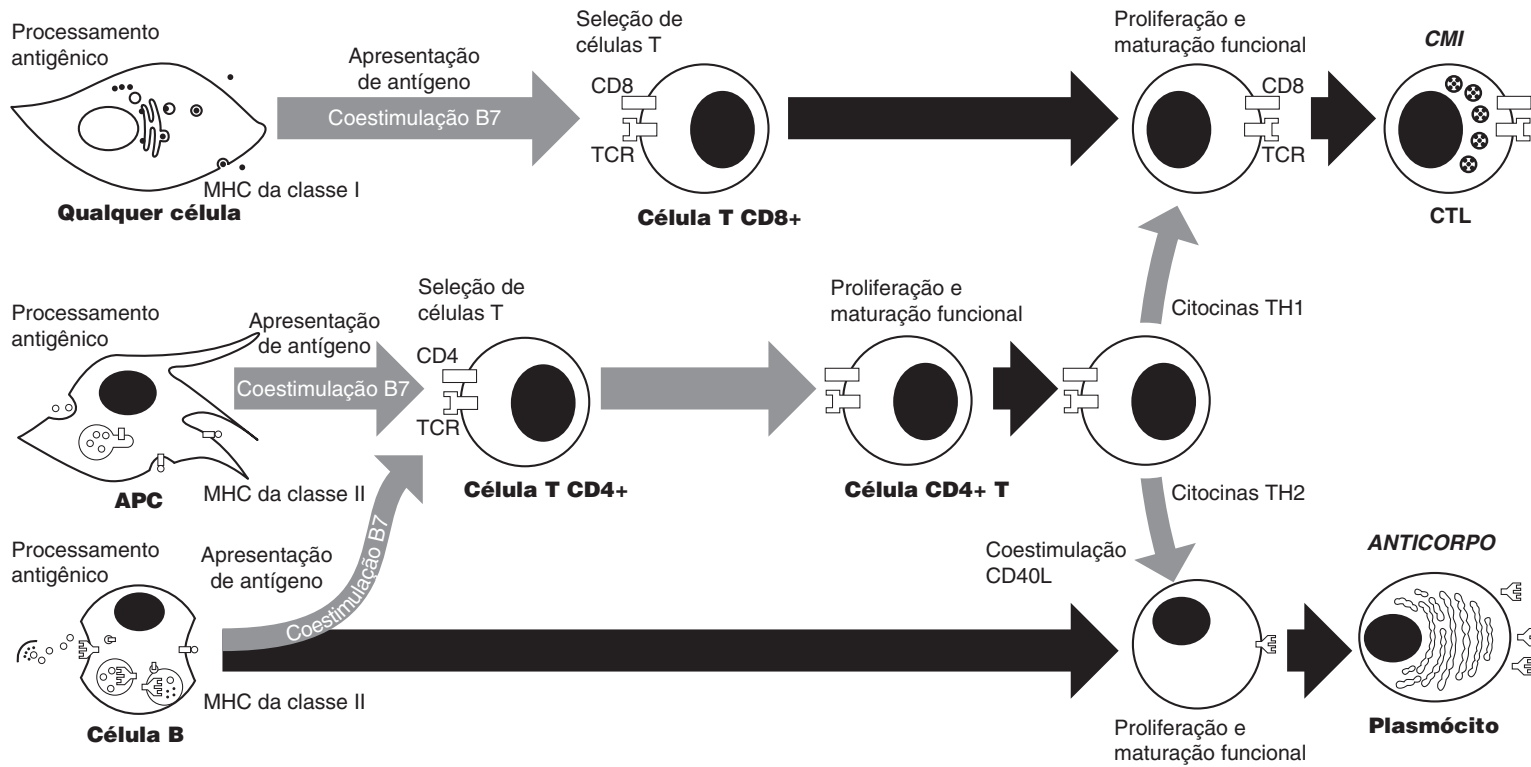 Processamento
antigênico
Apresentação
de antígeno
Coestimulação B7
MHC da classe I
Qualquer célula
Seleção de
células T
CD8
TCR
Célula T CD8+
Proliferação e
maturação funcional
CD8
TCR
CMI
CTL
Processamento
antigênico
Apresentação
de antígeno
Coestimulação B7
MHC da classe II
APC
Seleção de
células T
CD4
TCR
Célula T CD4+
Proliferação e
maturação funcional
Célula CD4+ T
Citocinas TH1
Citocinas TH2
Processamento
antigênico
Apresentação
de antígeno
Coestimulação B7
MHC da classe II
Célula B
Coestimulação
CD40L
Proliferação e
maturação funcional
ANTICORPO
Plasmócito